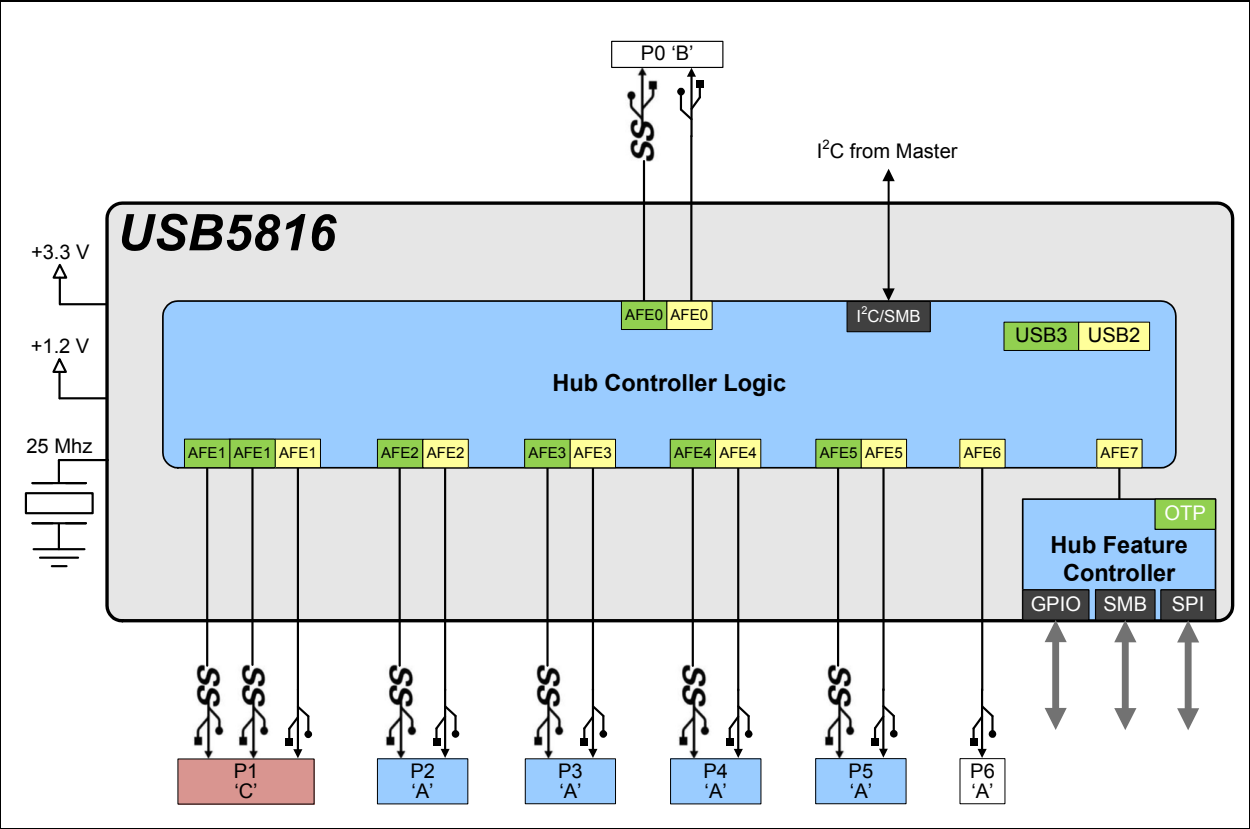 P0 ‘B’
SS
I²C from Master
USB5816
+3.3 V
AFE0 AFE0
I²C/SMB
USB3 USB2
+1.2 V
Hub Controller Logic
25 Mhz
AFE1 AFE1 AFE1
AFE2 AFE2
AFE3 AFE3
AFE4 AFE4
AFE5 AFE5
AFE6
AFE7
OTP
Hub Feature
Controller
GPIO SMB SPI
SS SS SS SS SS SS
P1
‘C’
P2
‘A’
P3
‘A’
P4
‘A’
P5
‘A’
P6
‘A’